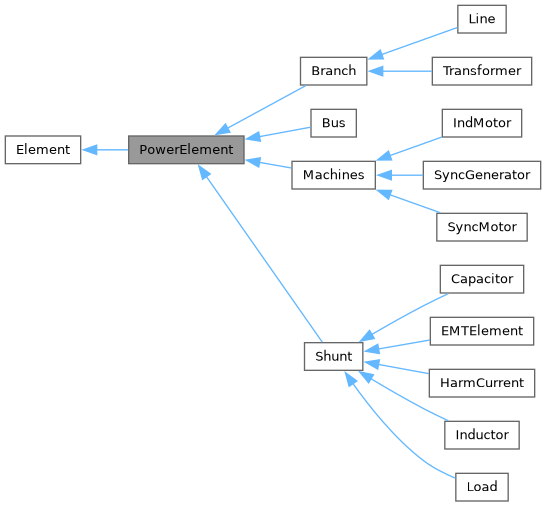 Element
PowerElement
Branch
Line
Transformer
Bus
Machines
IndMotor
SyncGenerator
SyncMotor
Shunt
Capacitor
EMTElement
HarmCurrent
Inductor
Load